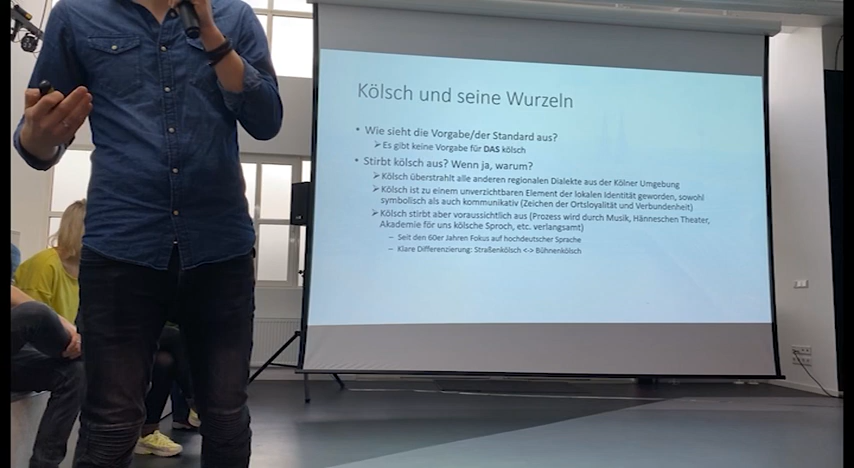 Kölsch und seine Wurzeln
• Wie sieht die Vorgabe/der Standard aus?
➤Es gibt keine Vorgabe für DAS kölsch
• Stirbt kölsch aus? Wenn ja, warum?
➤Kölsch überstrahlt alle anderen regionalen Dialekte aus der Kölner Umgebung
➤Kölsch ist zu einem unverzichtbaren Element der lokalen Identität geworden, sowohl
symbolisch als auch kommunikativ (Zeichen der Ortsloyalität und Verbundenheit)
➤Kölsch stirbt aber voraussichtlich aus (Prozess wird durch Musik, Hänneschen Theater,
Akademie für uns kölsche Sproch, etc. verlangsamt)
– Seit den 60er Jahren Fokus auf hochdeutscher Sprache
– Klare Differenzierung: Straßenkölsch <-> Bühnenkölsch